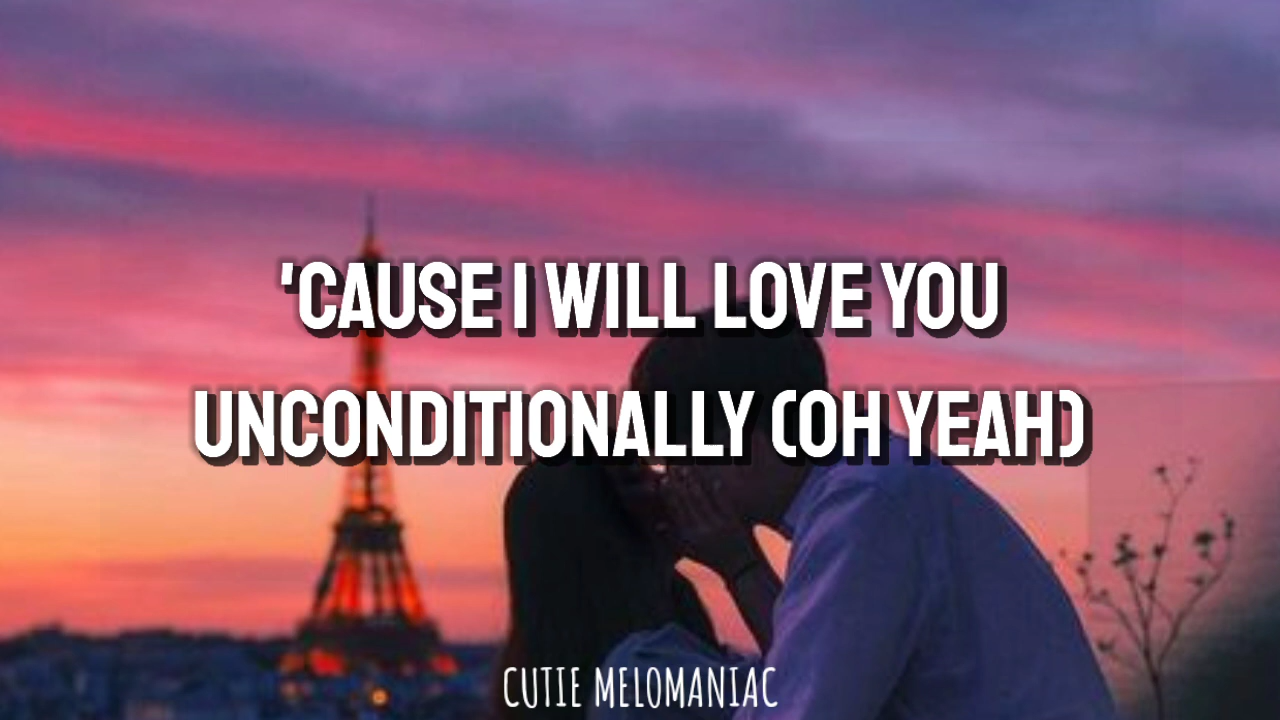 'CAUSE I WILL LOVE YOU
UNCONDITIONALLY (OH YEAH)
CUTIE MELOMANIAC